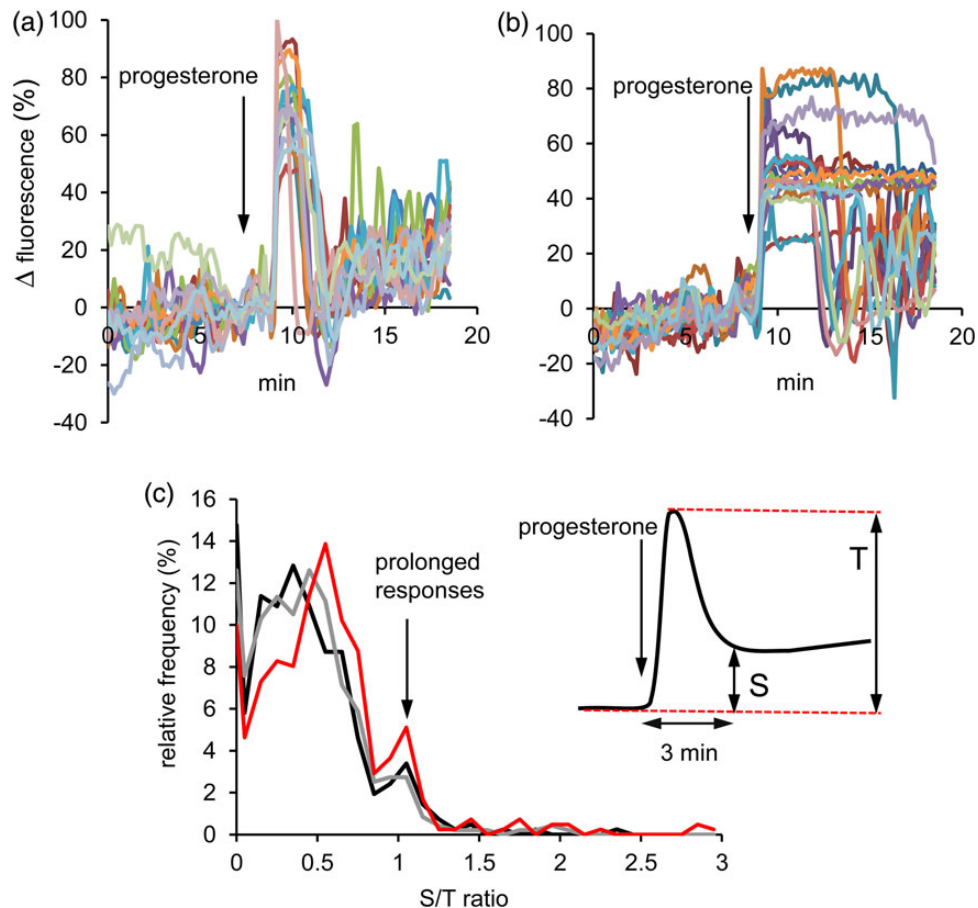 (a)
100
80
60
40
20
0
-20
-40
Δ fluorescence (%)
progesterone
5
10
15
20
min
(b)
100
80
60
40
20
0
-20
-40
progesterone
0
5
10
15
20
min
(c)
16
14
12
10
8
6
4
2
0
relative frequency (%)
prolonged
responses
0
0.5
1
1.5
2
2.5
3
S/T ratio
progesterone
T
S
3 min